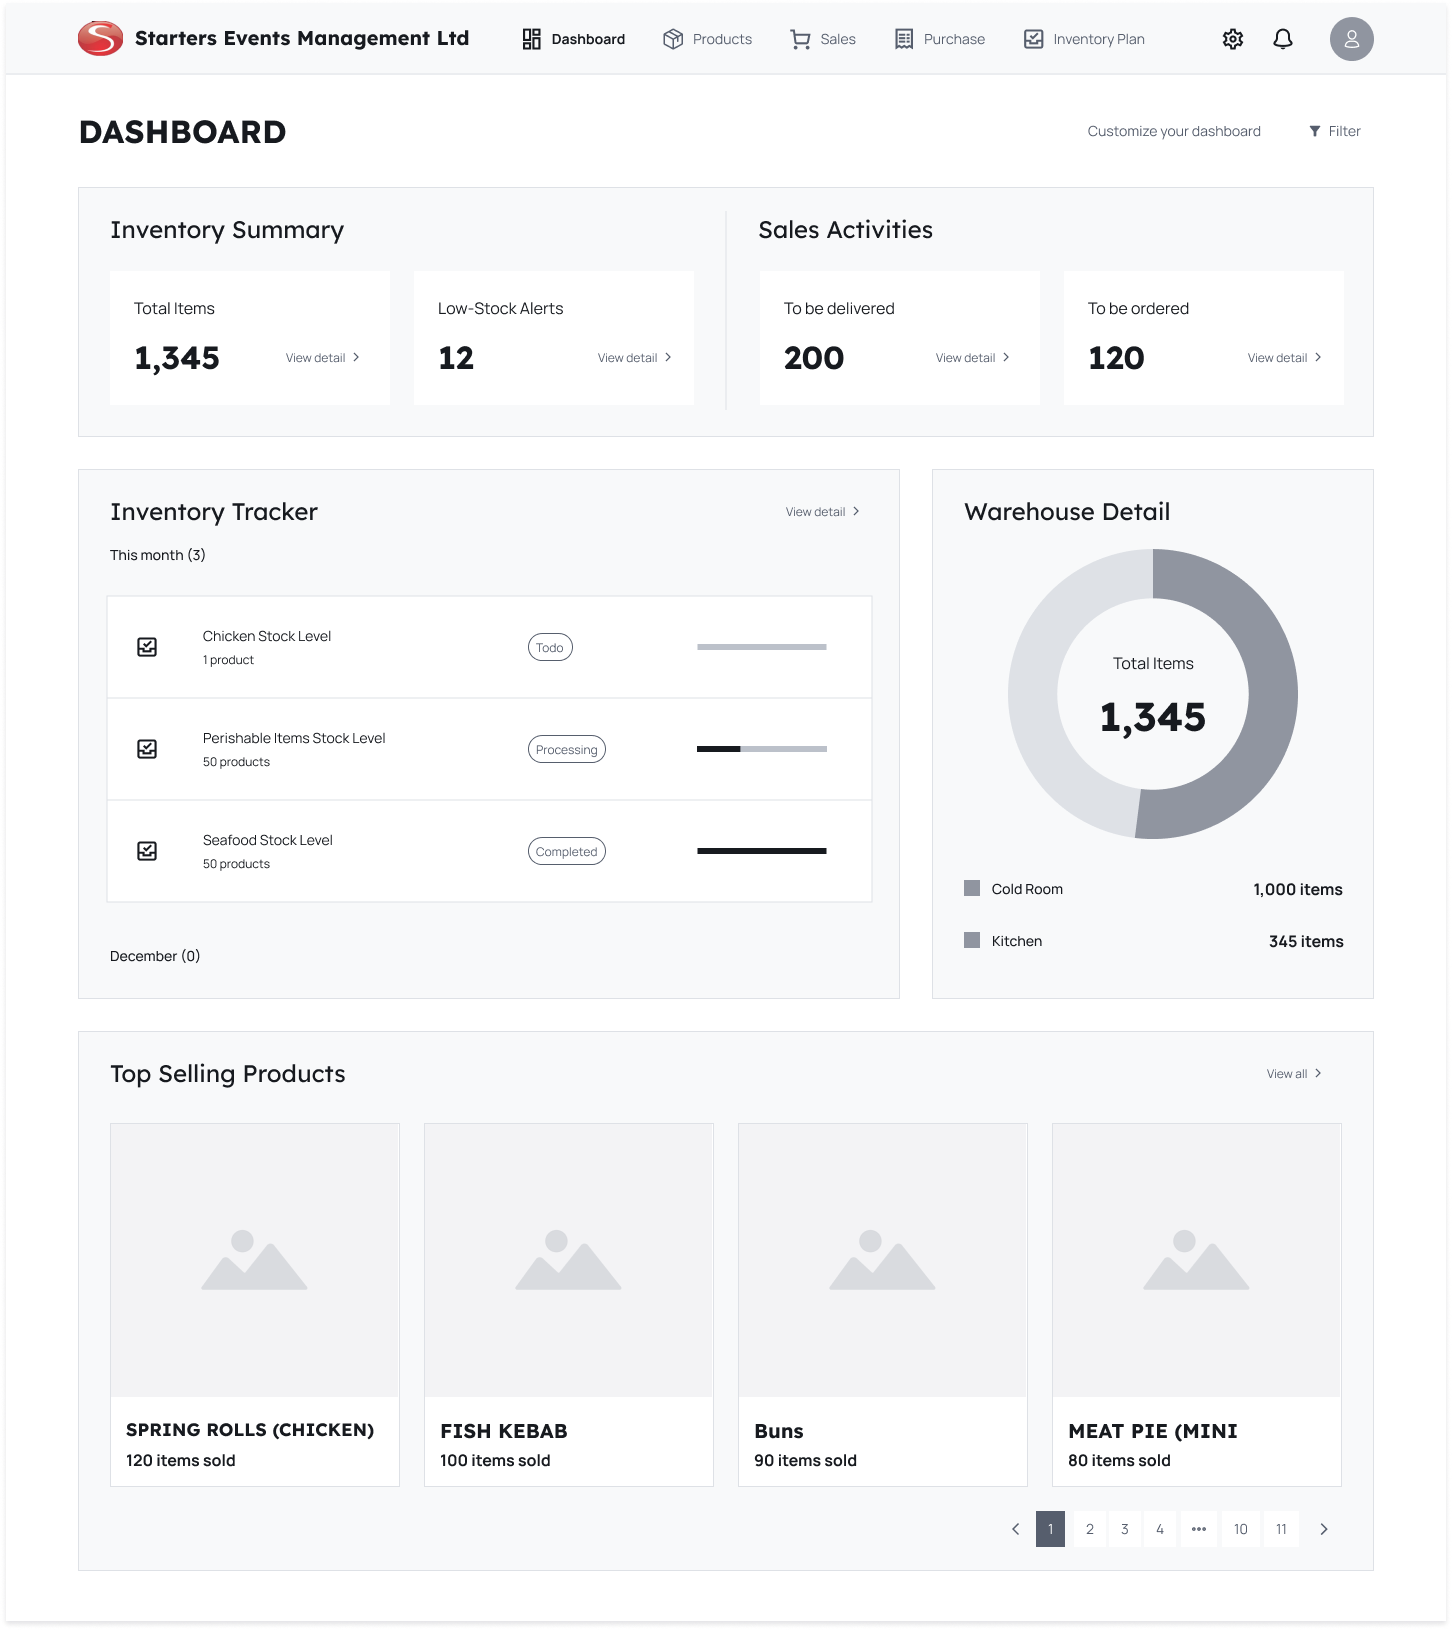 Starters Events Management Ltd
Dashboard
Products
Sales
Purchase
Inventory Plan
DASHBOARD
Customize your dashboard
Filter
Inventory Summary
Sales Activities
Total Items
1,345
View detail
Low-Stock Alerts
12
View detail
To be delivered
200
View detail
To be ordered
120
View detail
Inventory Tracker
View detail
This month (3)
Chicken Stock Level
1 product
Todo
Perishable Items Stock Level
50 products
Processing
Seafood Stock Level
50 products
Completed
December (0)
Warehouse Detail
Total Items
1,345
Cold Room
1,000 items
Kitchen
345 items
Top Selling Products
View all
SPRING ROLLS (CHICKEN)
120 items sold
FISH KEBAB
100 items sold
Buns
90 items sold
MEAT PIE (MINI
80 items sold
1 2 3 4 ••• 10 11